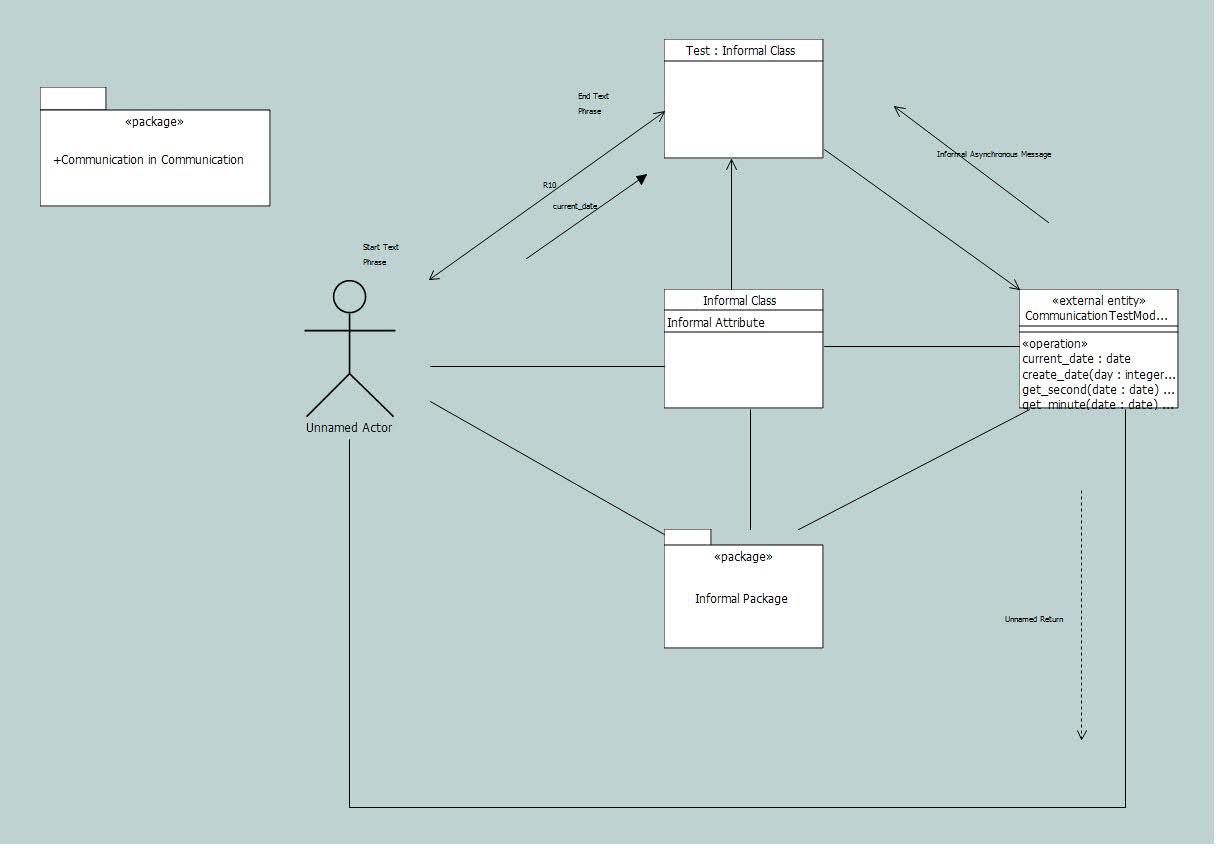 Test : Informal Class
End Text
Phrase
«package»
+Communication in Communication
Informal Asynchronous Message
R10
current_date
Start Text
Phrase
Informal Class
Informal Attribute
«external entity»
CommunicationTestMod...
«operation»
current_date : date
create_date(day : integer...
get_second(date : date) ...
get_minute(date : date) ...
Unnamed Actor
«package»
Informal Package
Unnamed Return